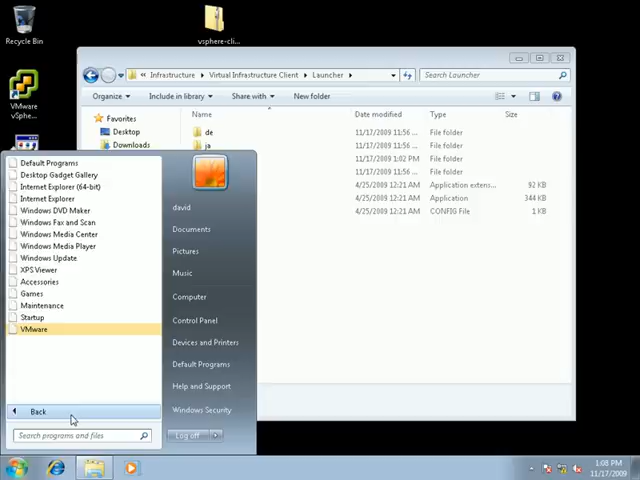 Recycle Bin
vsphere-cli...
VMware
vSphe...
Infrastructure
Virtual Infrastructure Client
Launcher
Search Launcher
Organize
Include in library
Share with
New folder
Favorites
Desktop
Downloads
Name
Date modified
Type
Size
de
11/17/2009 11:56 ...
File folder
ja
11/17/2009 11:56 ...
File folder
11/17/2009 1:02 PM
File folder
11/17/2009 11:56 ...
File folder
4/25/2009 12:21 AM
Application extens...
92 KB
4/25/2009 12:21 AM
Application
344 KB
4/25/2009 12:21 AM
CONFIG File
1 KB
Default Programs
Desktop Gadget Gallery
Internet Explorer (64-bit)
Internet Explorer
Windows DVD Maker
Windows Fax and Scan
Windows Media Center
Windows Media Player
Windows Update
XPS Viewer
Accessories
Games
Maintenance
Startup
VMware
Back
Search programs and files
david
Documents
Pictures
Music
Computer
Control Panel
Devices and Printers
Default Programs
Help and Support
Windows Security
Log off
1:08 PM
11/17/2009